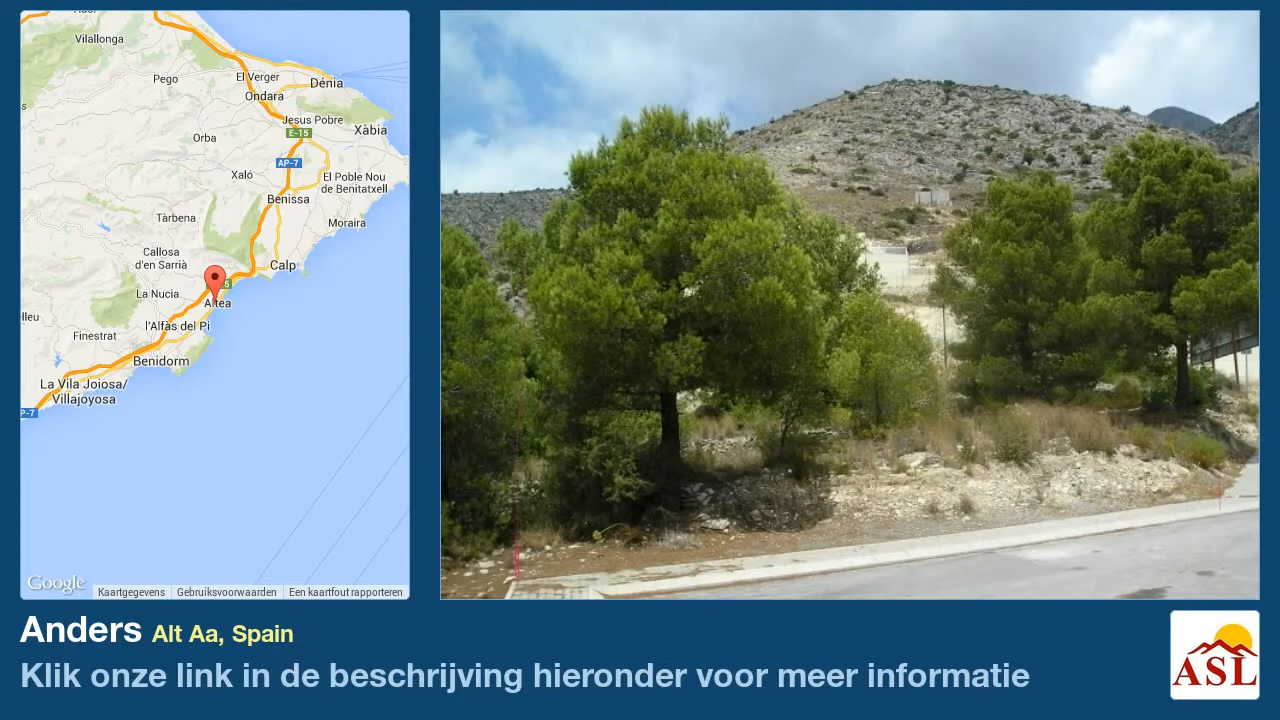 Vilallonga
Pego
El Verger
Ondara
Dénia
Jesus Pobre
E-15
Xàbia
Orba
AP-7
Xaló
El Poble Nou
de Benitatxell
Benissa
Tàrbena
Moraira
Callosa
d'en Sarrià
Calp
La Nucia
Altea
l'Alfàs del Pi
Finestrat
Benidorm
La Vila Joiosa/
Villajoyosa
P-7
Google
Kaartgegevens Gebruiksvoorwaarden Een kaartfout rapporteren
Anders Alt Aa, Spain
Klik onze link in de beschrijving hieronder voor meer informatie
ASL